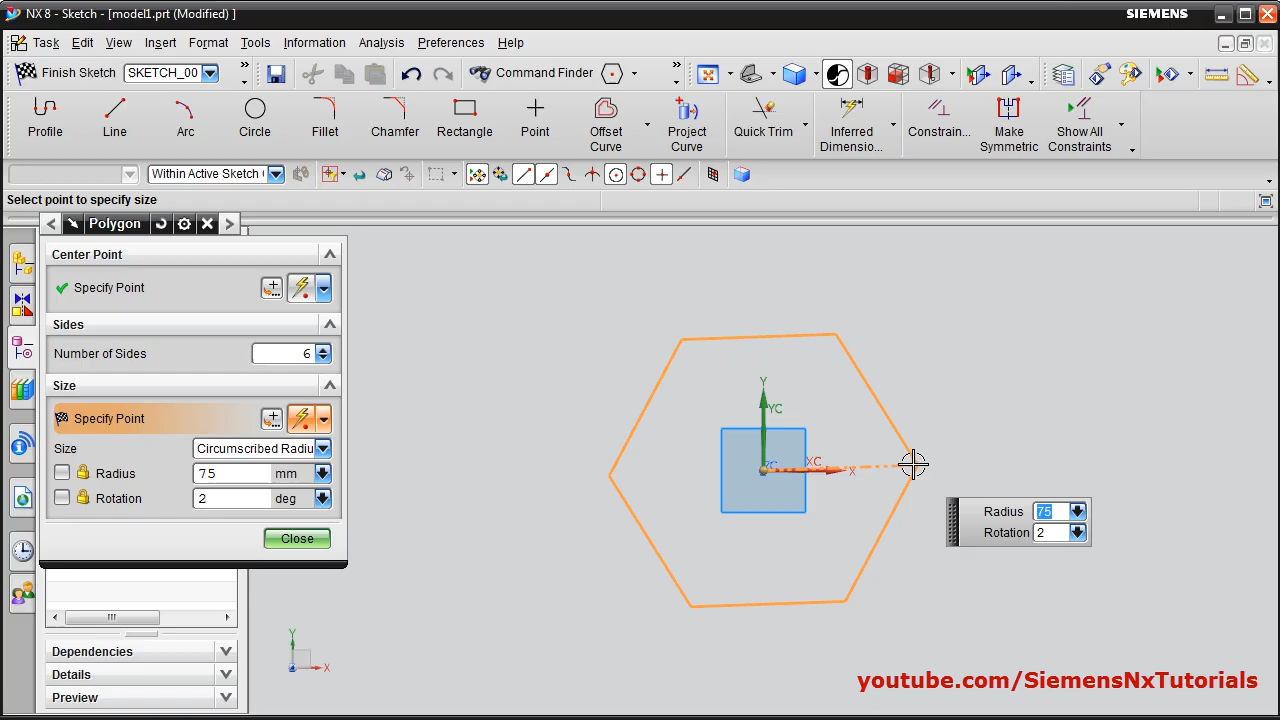 NX 8 - Sketch - [model1.prt (Modified) ]
SIEMENS
Task Edit View Insert Format Tools Information Analysis Preferences Help
Finish Sketch SKETCH_00 Command Finder
Profile Line Arc Circle Fillet Chamfer Rectangle Point Offset Curve Project Curve Quick Trim Inferred Dimensio... Constrain... Make Symmetric Show All Constraints
Within Active Sketch
Select point to specify size
Polygon
Center Point
Specify Point
Sides
Number of Sides 6
Size
Specify Point
Size Circumscribed Radiu
Radius 75 mm
Rotation 2 deg
Close
Y
YC
XC
X
Radius 75
Rotation 2
Y
X
Dependencies
Details
Preview
youtube.com/SiemensNxTutorials